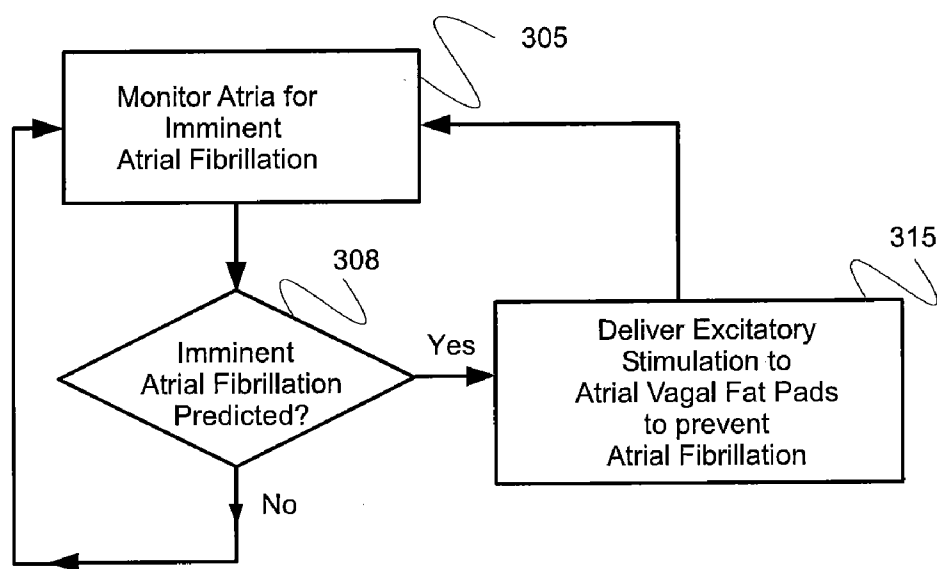 305
Monitor Atria for
Imminent
Atrial Fibrillation
308
315
Imminent
Atrial Fibrillation
Predicted?
Yes
Deliver Excitatory
Stimulation to
Atrial Vagal Fat Pads
to prevent
Atrial Fibrillation
No